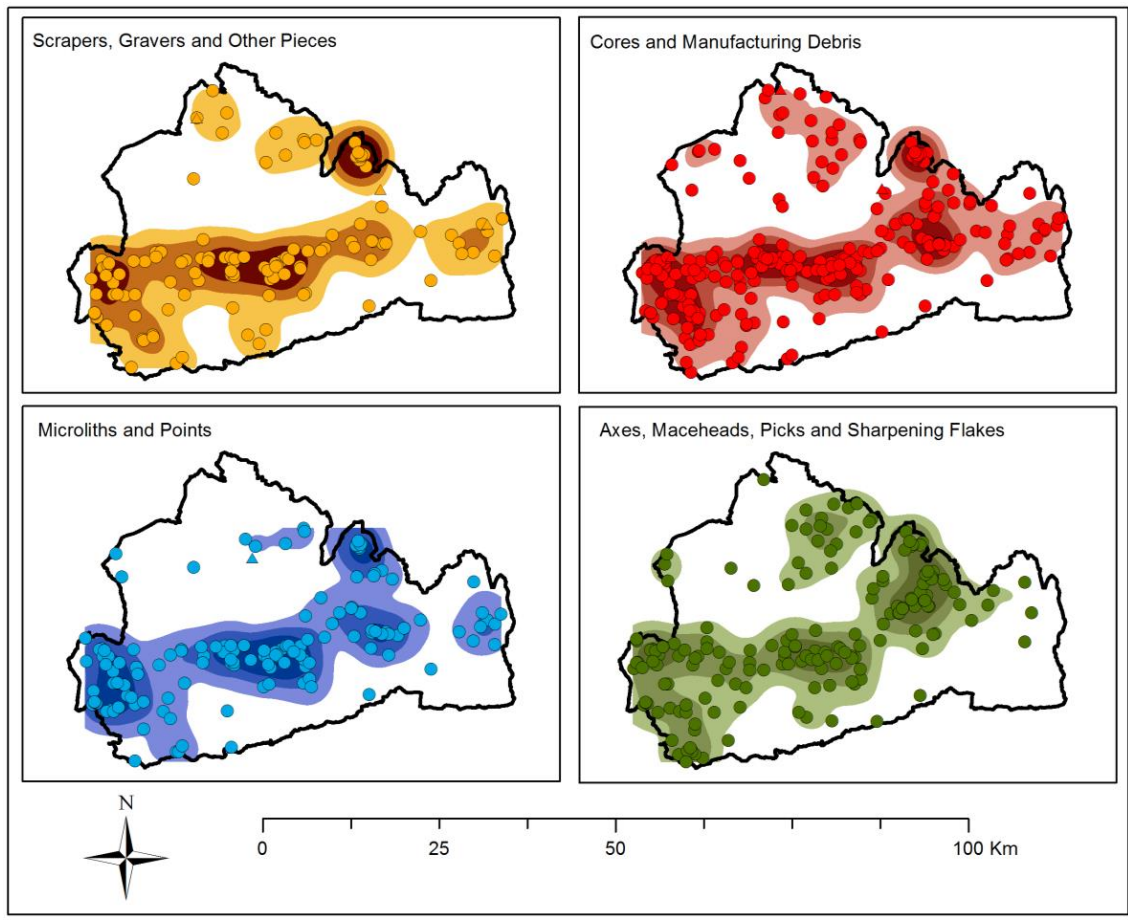 Scrapers, Gravers and Other Pieces
Cores and Manufacturing Debris
Microliths and Points
Axes, Maceheads, Picks and Sharpening Flakes
N
0 25 50 100 Km